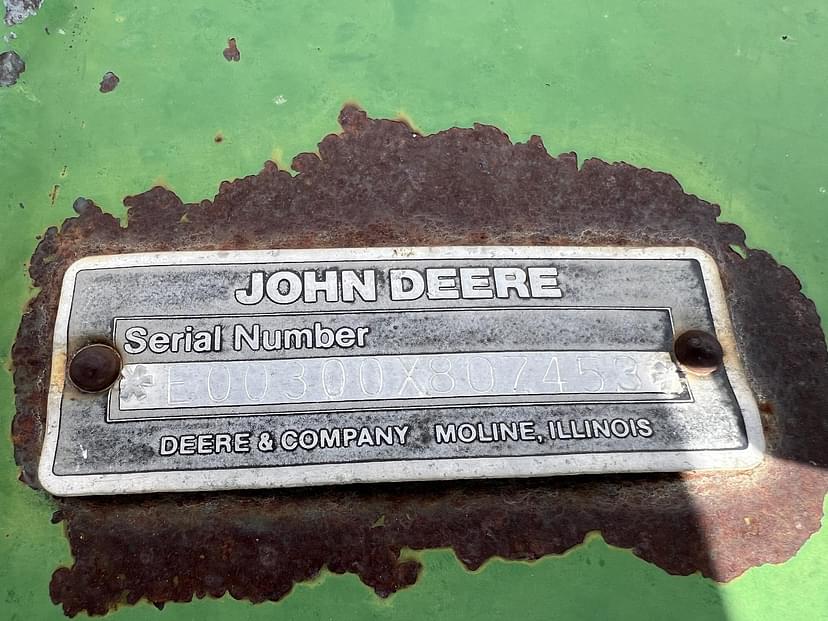 JOHN DEERE
Serial Number
*E00300X807453*
DEERE & COMPANY MOLINE, ILLINOIS